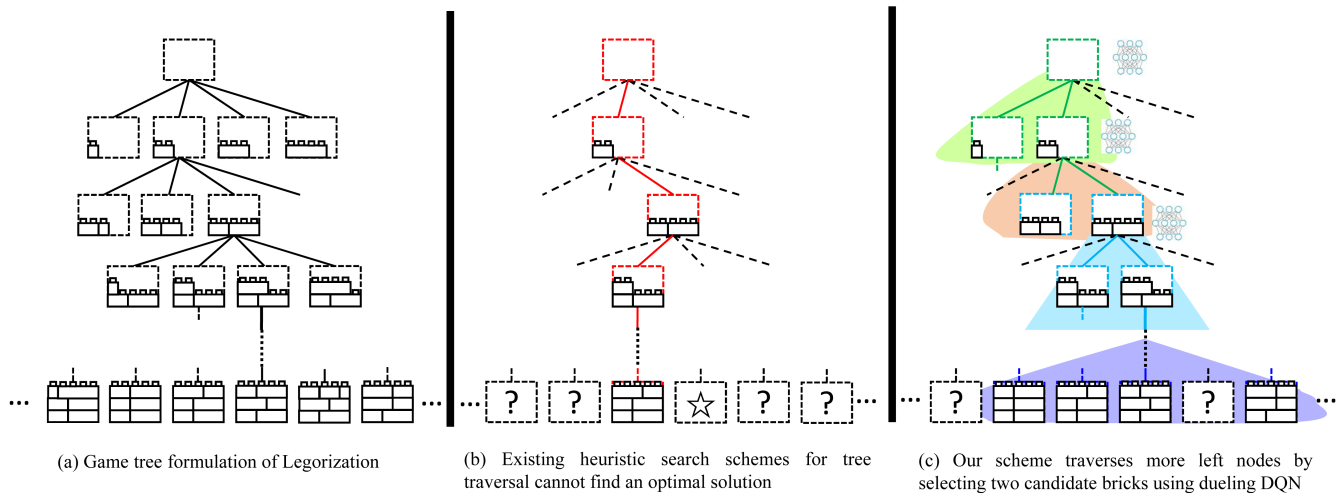 ... ... ... ? ? ☆ ? ? ... ... ? ? ...
(a) Game tree formulation of Legorization
(b) Existing heuristic search schemes for tree
traversal cannot find an optimal solution
(c) Our scheme traverses more left nodes by
selecting two candidate bricks using dueling DQN